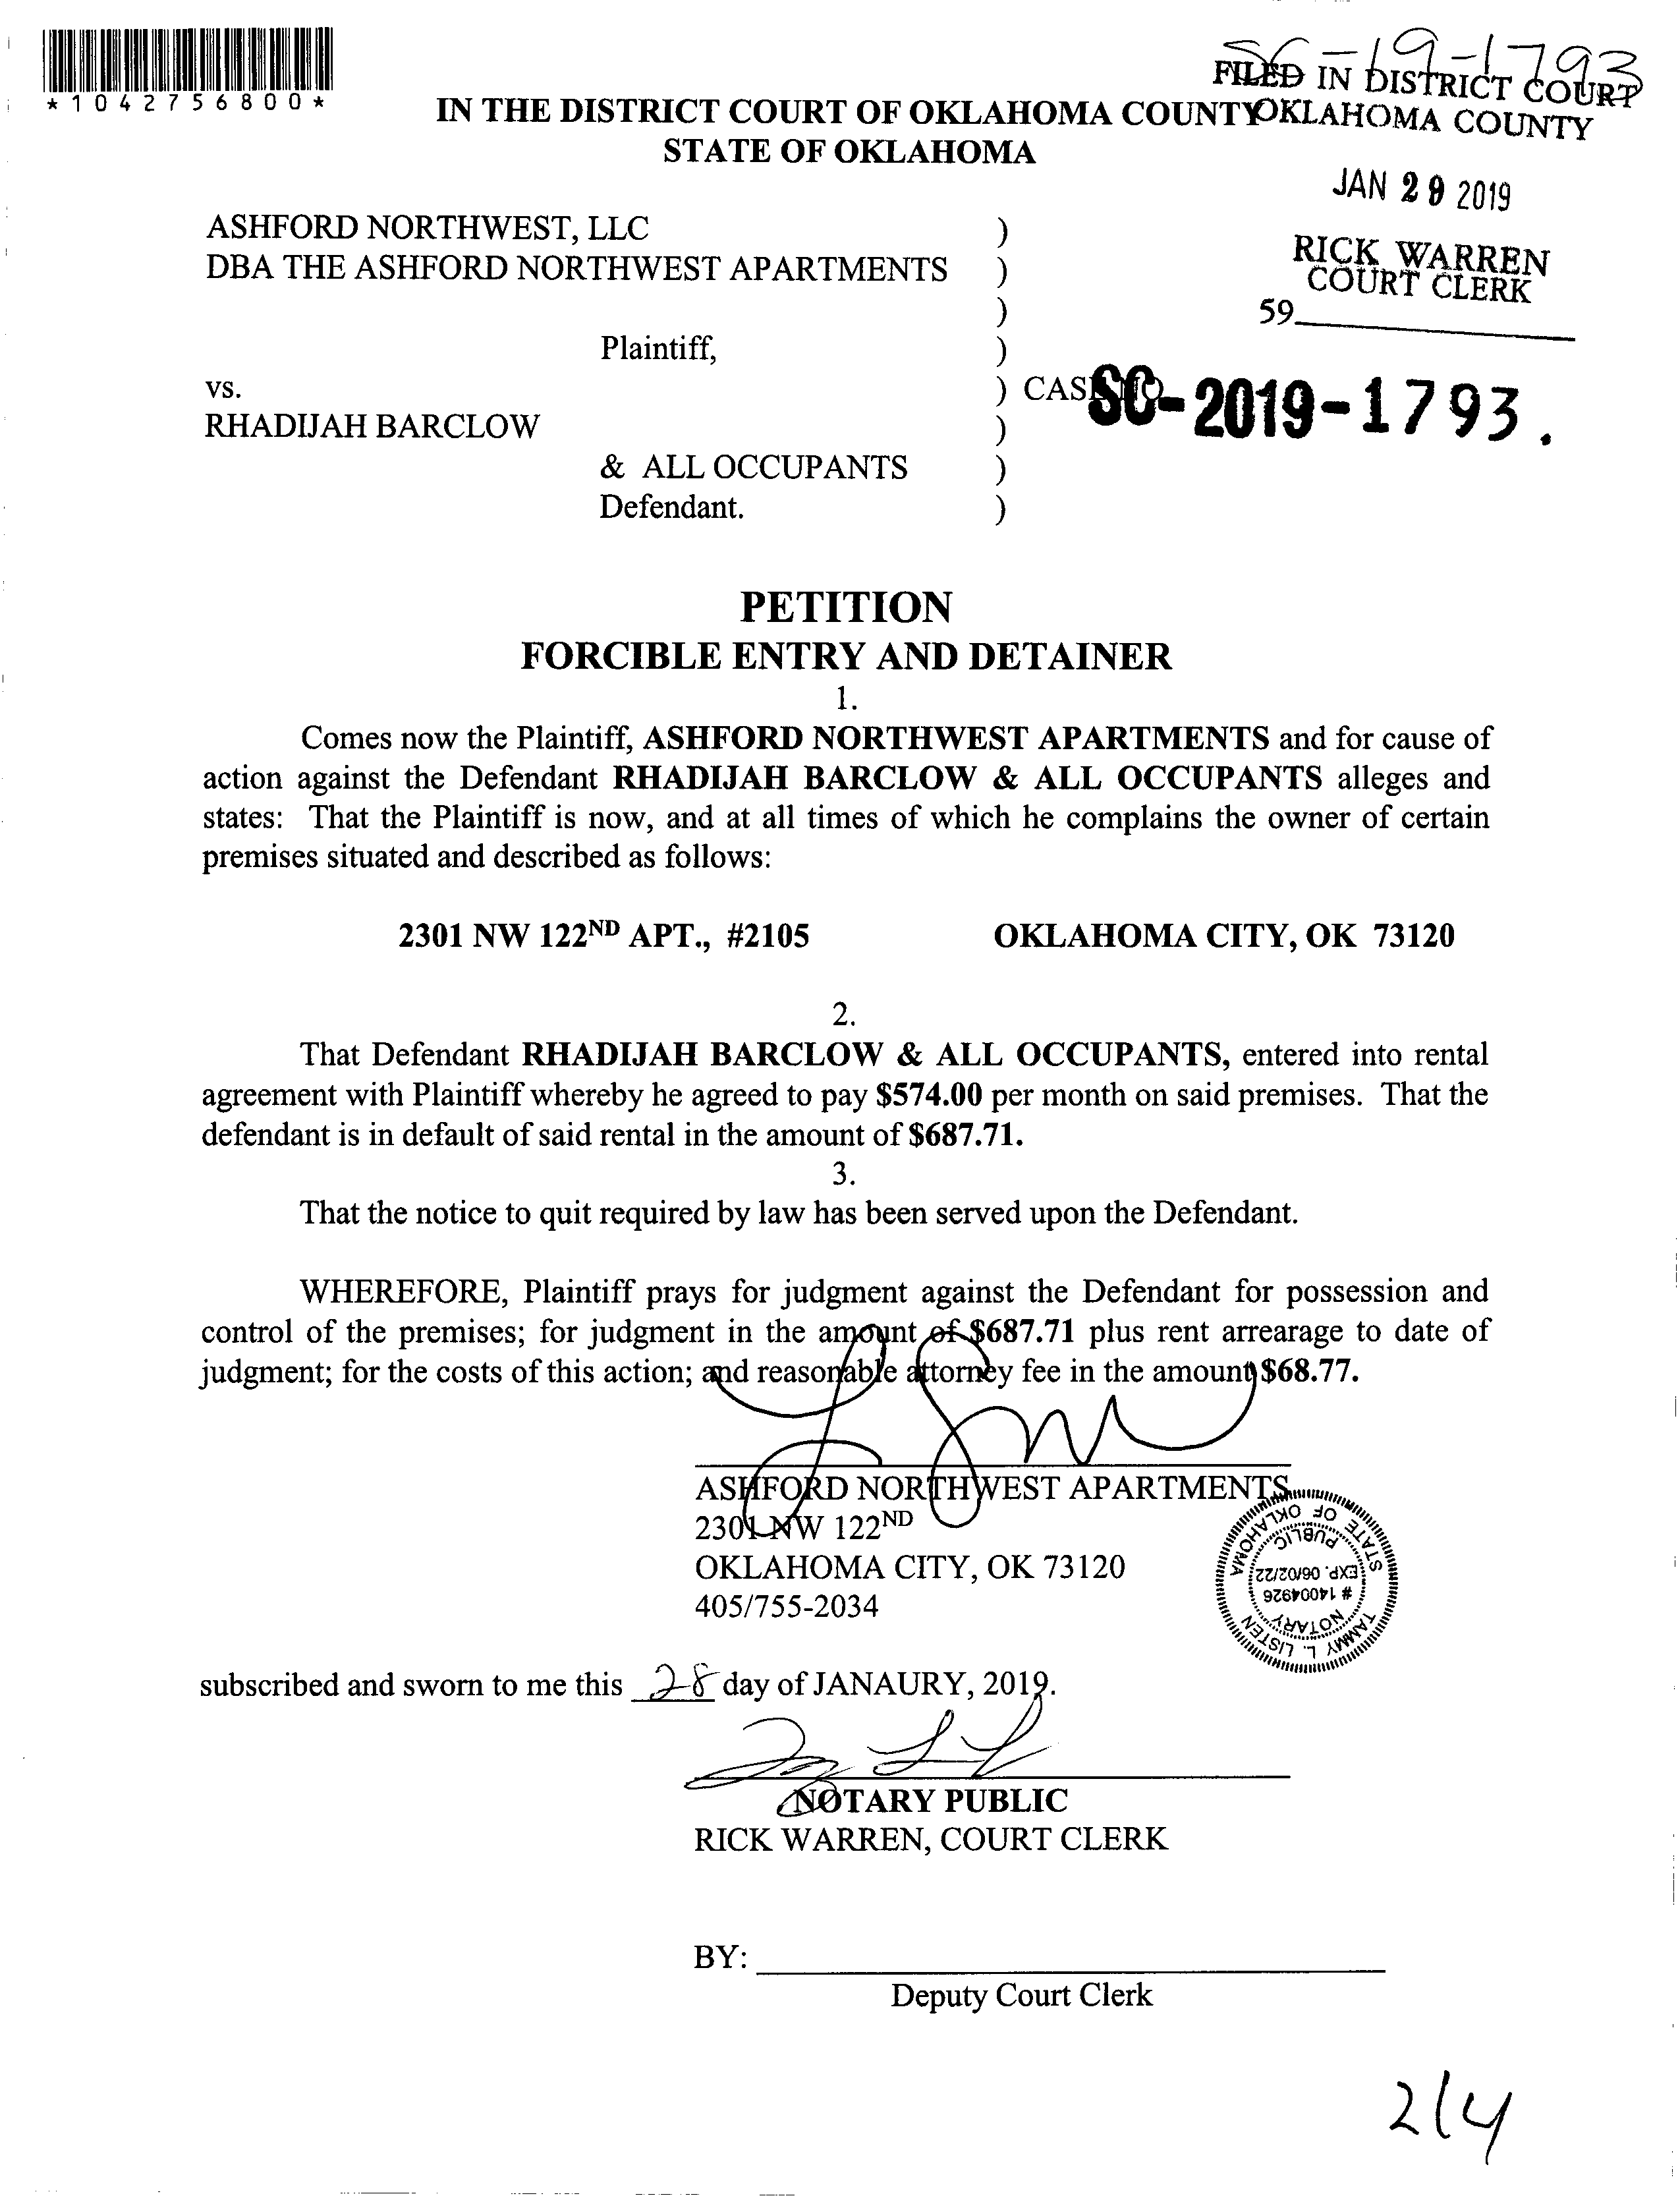 SC-19-1793
FILED IN DISTRICT COURT
OKLAHOMA COUNTY
*1042756800*
IN THE DISTRICT COURT OF OKLAHOMA COUNTY
STATE OF OKLAHOMA
JAN 29 2019
RICK WARREN
COURT CLERK
59
ASHFORD NORTHWEST, LLC )
DBA THE ASHFORD NORTHWEST APARTMENTS )
)
Plaintiff, )
vs. ) CASE NO SC-2019-1793.
RHADIJAH BARCLOW )
& ALL OCCUPANTS )
Defendant. )
PETITION
FORCIBLE ENTRY AND DETAINER
1.
Comes now the Plaintiff, ASHFORD NORTHWEST APARTMENTS and for cause of
action against the Defendant RHADIJAH BARCLOW & ALL OCCUPANTS alleges and
states: That the Plaintiff is now, and at all times of which he complains the owner of certain
premises situated and described as follows:
2301 NW 122ND APT., #2105 OKLAHOMA CITY, OK 73120
2.
That Defendant RHADIJAH BARCLOW & ALL OCCUPANTS, entered into rental
agreement with Plaintiff whereby he agreed to pay $574.00 per month on said premises. That the
defendant is in default of said rental in the amount of $687.71.
3.
That the notice to quit required by law has been served upon the Defendant.
WHEREFORE, Plaintiff prays for judgment against the Defendant for possession and
control of the premises; for judgment in the amount of $687.71 plus rent arrearage to date of
judgment; for the costs of this action; and reasonable attorney fee in the amount $68.77.
ASHFORD NORTHWEST APARTMENTS
2301 NW 122ND
OKLAHOMA CITY, OK 73120
405/755-2034
TAMMY L. LISTEN
NOTARY
# 14004926
EXP. 06/02/22
PUBLIC
STATE OF OKLAHOMA
subscribed and sworn to me this 28 day of JANAURY, 2019.
NOTARY PUBLIC
RICK WARREN, COURT CLERK
BY:
Deputy Court Clerk
2/4